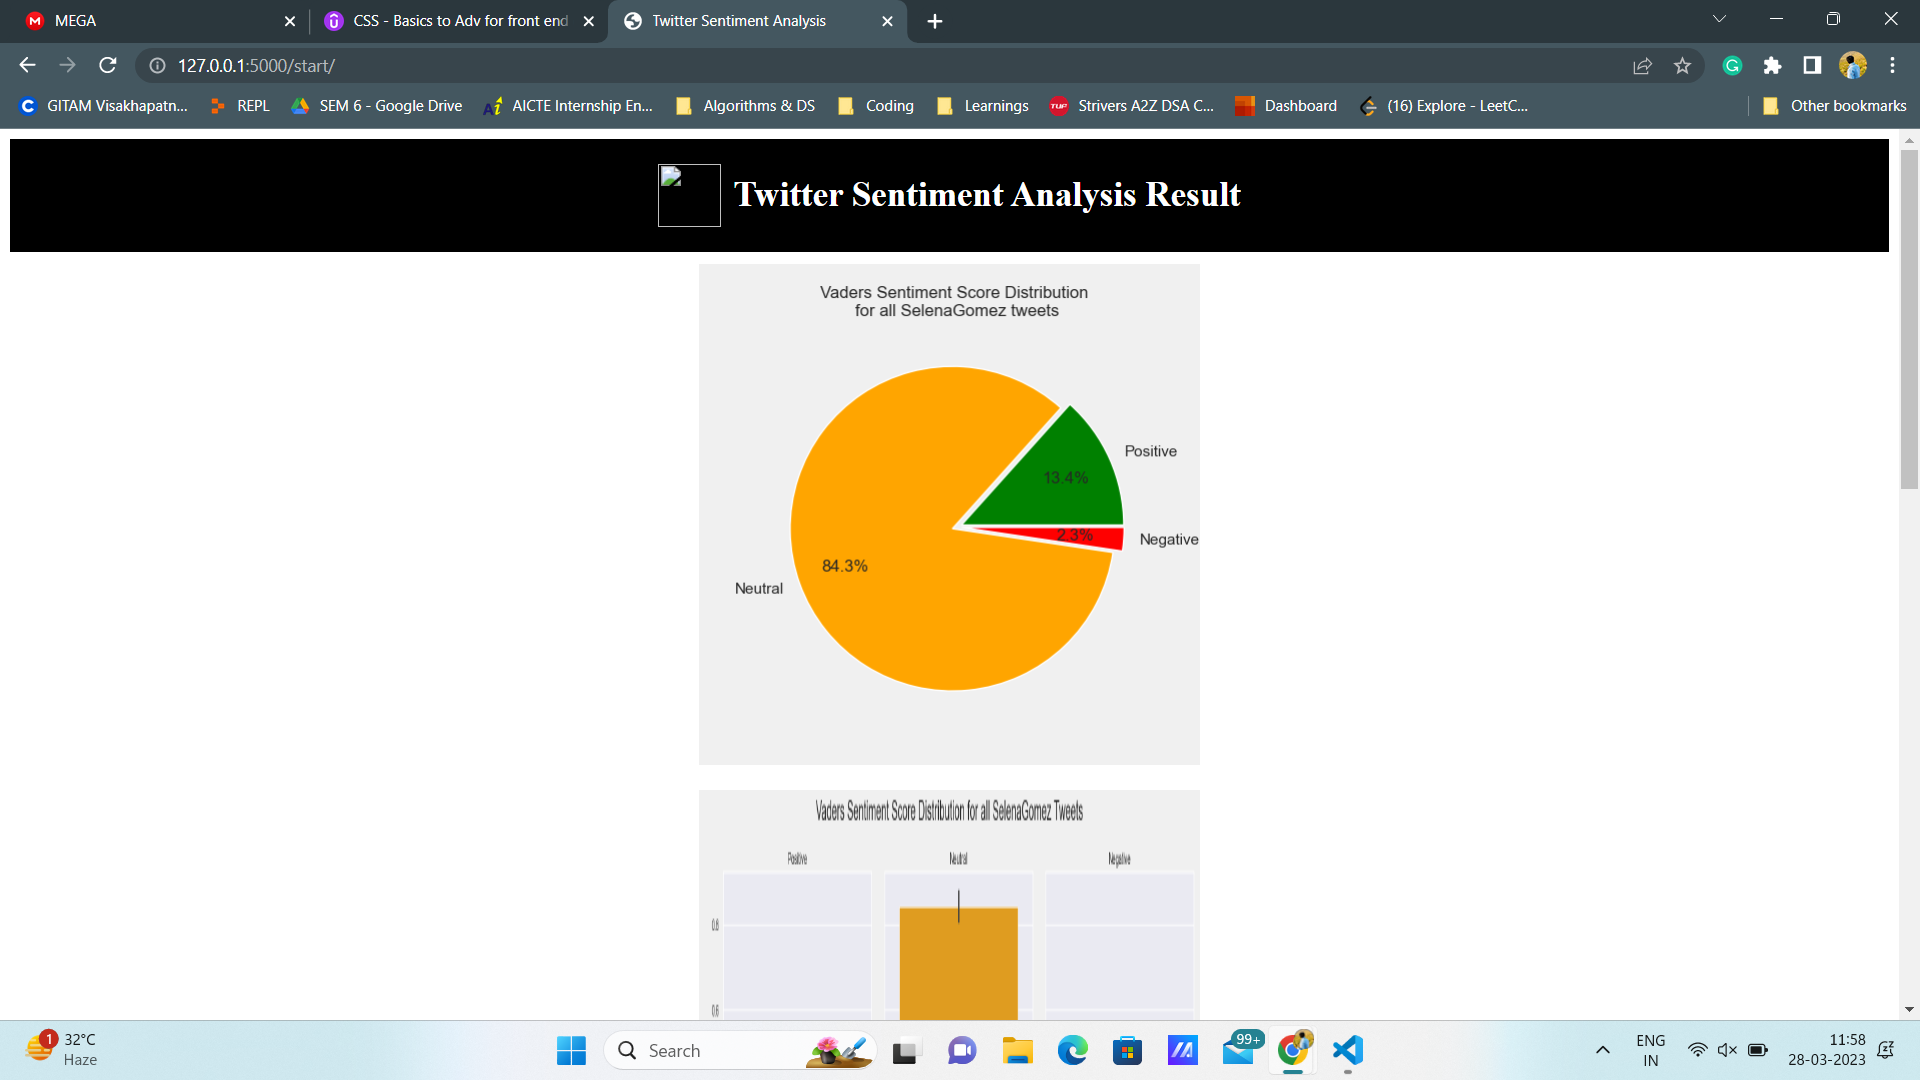 MEGA
CSS - Basics to Adv for front end
Twitter Sentiment Analysis
127.0.0.1:5000/start/
GITAM Visakhapatn...
REPL
SEM 6 - Google Drive
AICTE Internship En...
Algorithms & DS
Coding
Learnings
Strivers A2Z DSA C...
Dashboard
(16) Explore - LeetC...
Other bookmarks
Twitter Sentiment Analysis Result
Vaders Sentiment Score Distribution
for all SelenaGomez tweets
Positive
13.4%
2.3%
Negative
84.3%
Neutral
Vaders Sentiment Score Distribution for all SelenaGomez Tweets
Positive
Neutral
Negative
0.8
0.6
1
32°C
Haze
Search
99+
ENG
IN
11:58
28-03-2023